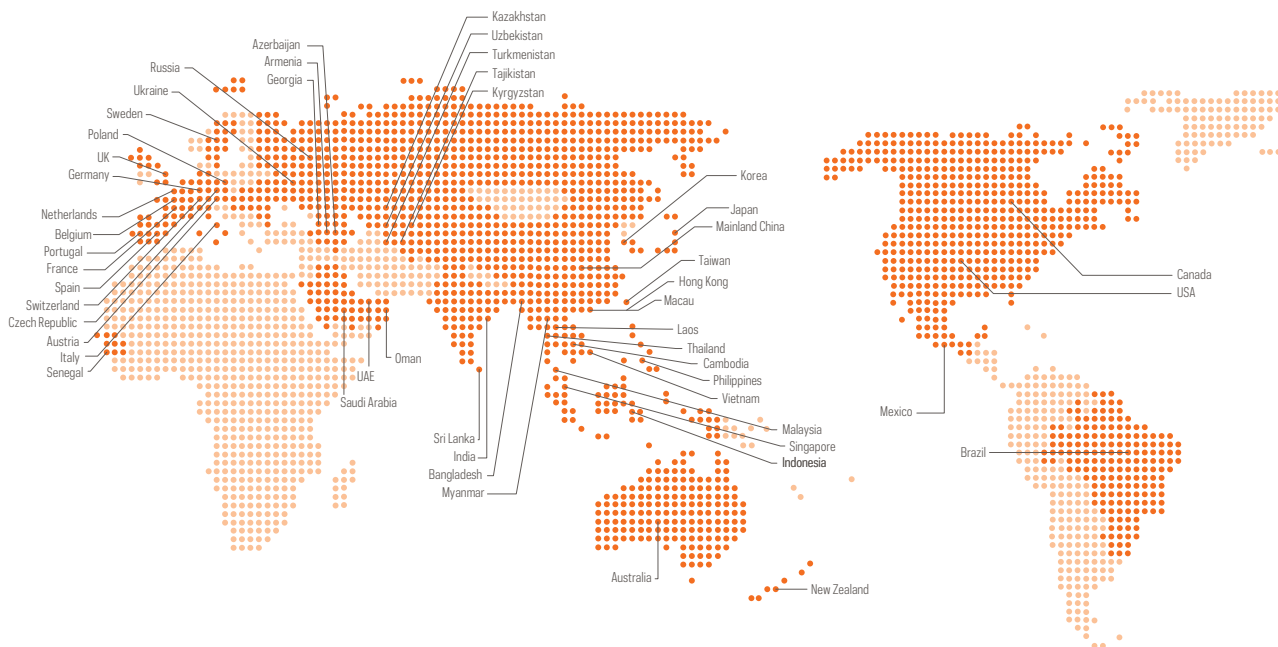 Kazakhstan
Uzbekistan
Turkmenistan
Tajikistan
Kyrgyzstan
Azerbaijan
Armenia
Georgia
Russia
Ukraine
Sweden
Poland
UK
Germany
Netherlands
Belgium
Portugal
France
Spain
Switzerland
Czech Republic
Austria
Italy
Senegal
Oman
UAE
Saudi Arabia
Sri Lanka
India
Bangladesh
Myanmar
Korea
Japan
Mainland China
Taiwan
Hong Kong
Macau
Laos
Thailand
Cambodia
Philippines
Vietnam
Malaysia
Singapore
Indonesia
Australia
New Zealand
Canada
USA
Mexico
Brazil